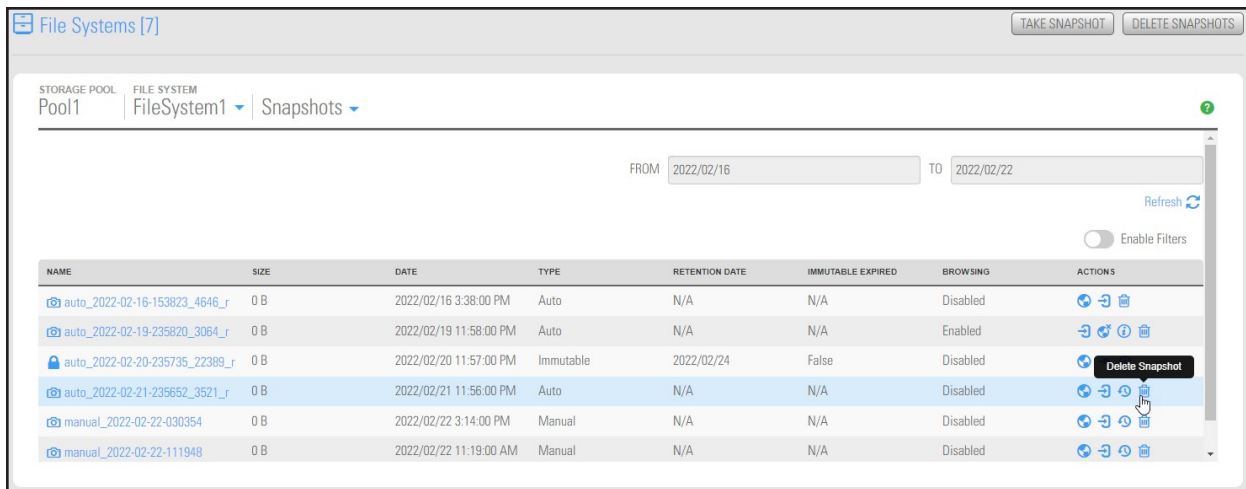 File Systems [7]
TAKE SNAPSHOT
DELETE SNAPSHOTS
STORAGE POOL
FILE SYSTEM
Pool1
FileSystem1
Snapshots
FROM 2022/02/16 TO 2022/02/22
Refresh
Enable Filters
NAME SIZE DATE TYPE RETENTION DATE IMMUTABLE EXPIRED BROWSING ACTIONS
auto_2022-02-16-153823_4646_r 0 B 2022/02/16 3:38:00 PM Auto N/A N/A Disabled
auto_2022-02-19-235820_3064_r 0 B 2022/02/19 11:58:00 PM Auto N/A N/A Enabled
auto_2022-02-20-235735_22389_r 0 B 2022/02/20 11:57:00 PM Immutable 2022/02/24 False Disabled
Delete Snapshot
auto_2022-02-21-235652_3521_r 0 B 2022/02/21 11:56:00 PM Auto N/A N/A Disabled
manual_2022-02-22-030354 0 B 2022/02/22 3:14:00 PM Manual N/A N/A Disabled
manual_2022-02-22-111948 0 B 2022/02/22 11:19:00 AM Manual N/A N/A Disabled